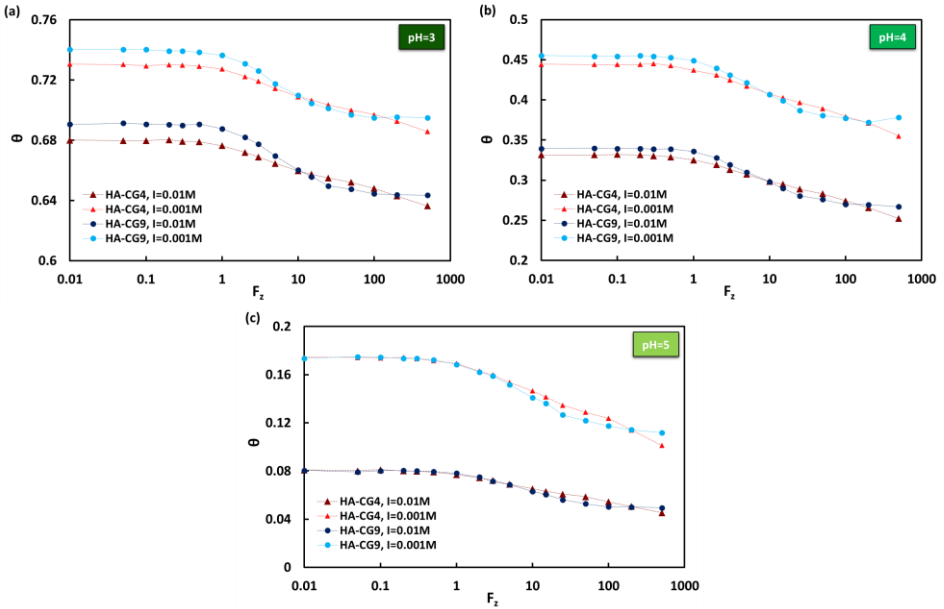 (a)
pH=3
0.76
0.72
0.68
0.64
0.6
θ
HA-CG4, I=0.01M
HA-CG4, I=0.001M
HA-CG9, I=0.01M
HA-CG9, I=0.001M
0.01 0.1 1 10 100 1000
Fz
(b)
pH=4
0.5
0.45
0.4
0.35
0.3
0.25
0.2
θ
HA-CG4, I=0.01M
HA-CG4, I=0.001M
HA-CG9, I=0.01M
HA-CG9, I=0.001M
0.01 0.1 1 10 100 1000
Fz
(c)
pH=5
0.2
0.16
0.12
0.08
0.04
0
θ
HA-CG4, I=0.01M
HA-CG4, I=0.001M
HA-CG9, I=0.01M
HA-CG9, I=0.001M
0.01 0.1 1 10 100 1000
Fz